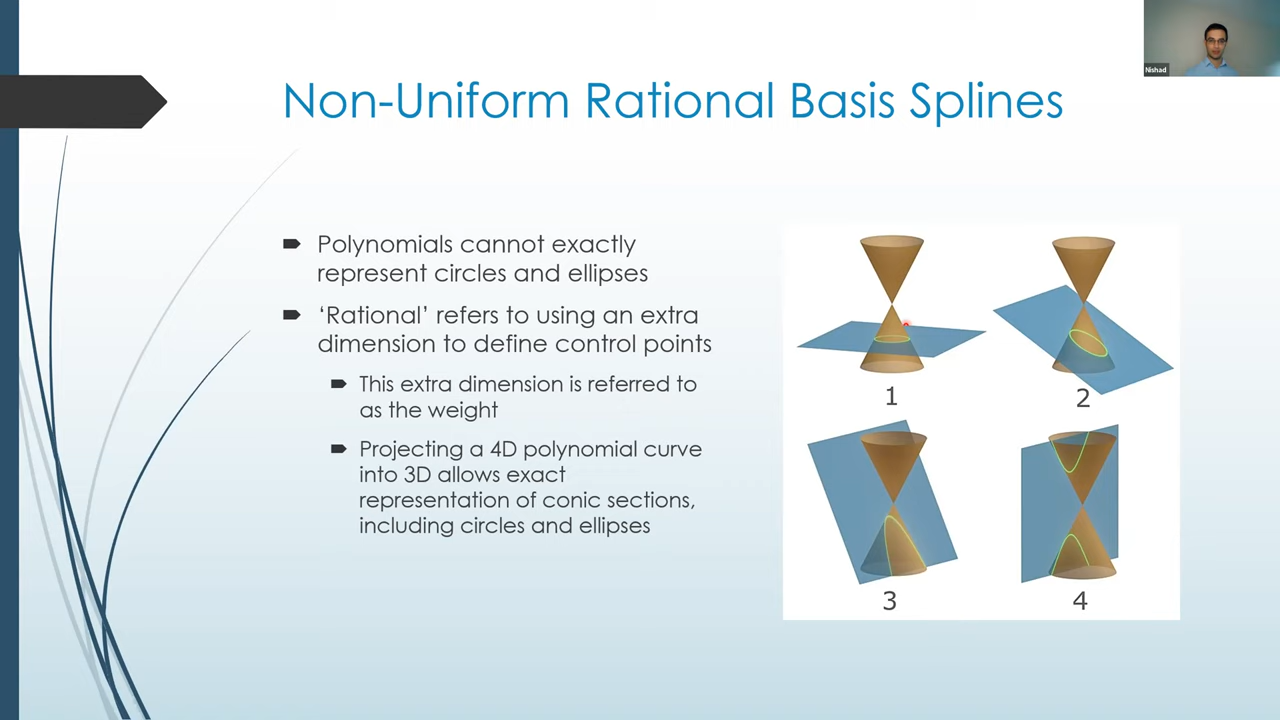 Nishad
Non-Uniform Rational Basis Splines
Polynomials cannot exactly
represent circles and ellipses
‘Rational’ refers to using an extra
dimension to define control points
This extra dimension is referred to
as the weight
Projecting a 4D polynomial curve
into 3D allows exact
representation of conic sections,
including circles and ellipses
1
2
3
4